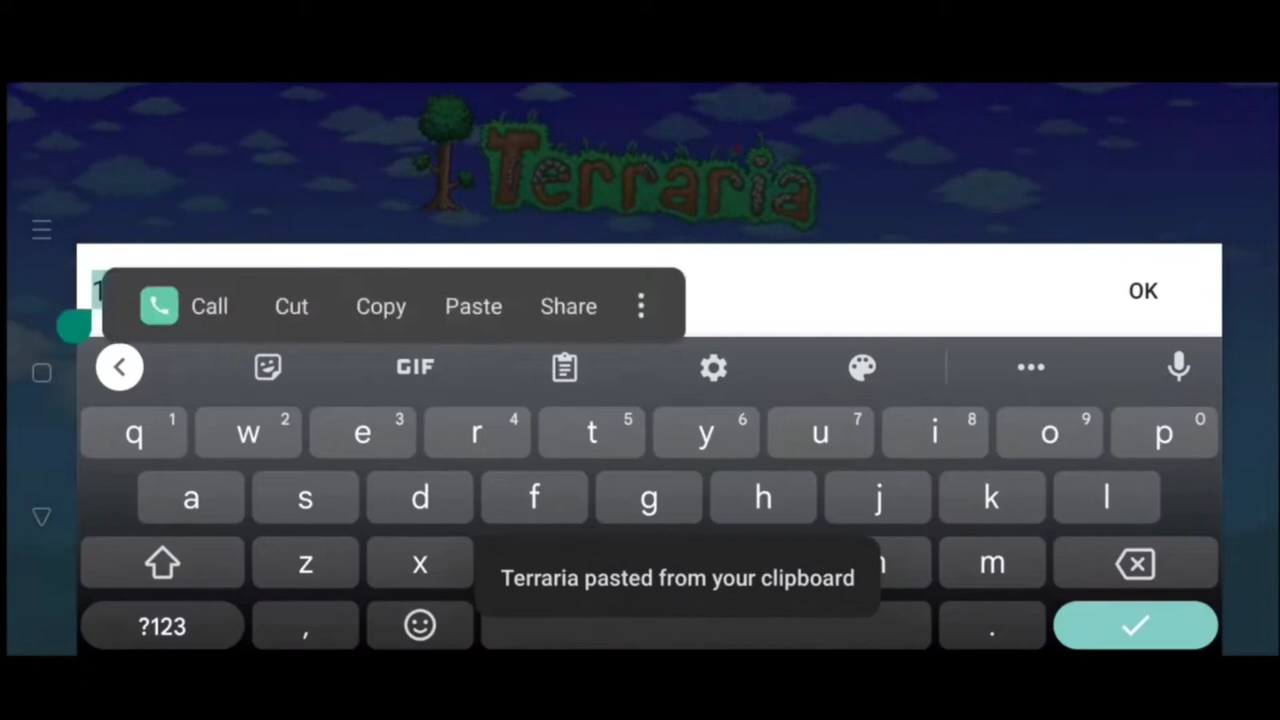 Terraria
1
Call Cut Copy Paste Share
OK
GIF
q 1 w 2 e 3 r 4 t 5 y 6 u 7 i 8 o 9 p 0
a s d f g h j k l
z x m
Terraria pasted from your clipboard
?123 , .